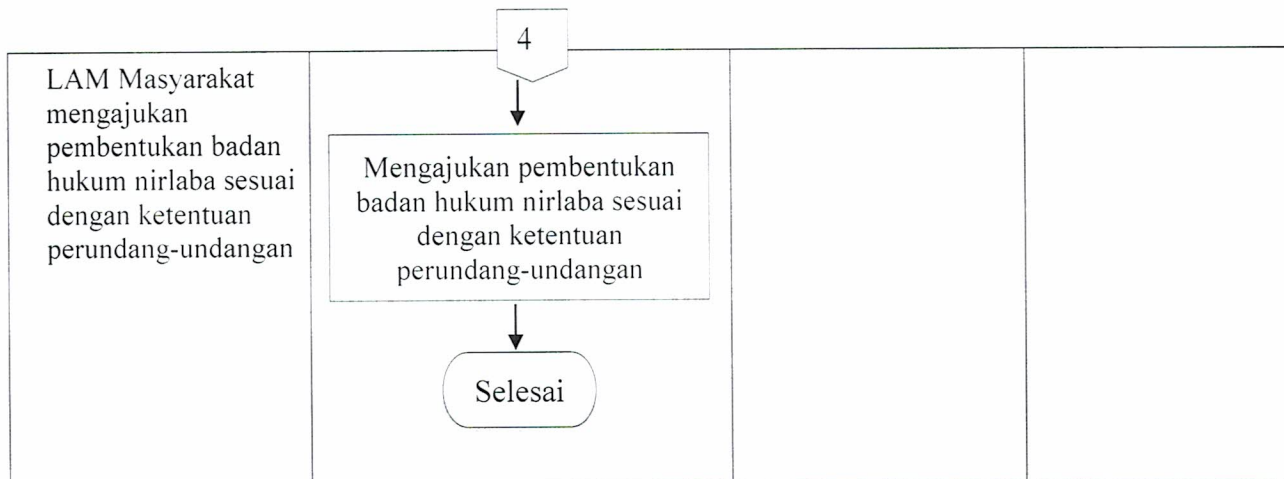 4
LAM Masyarakat
mengajukan
pembentukan badan
hukum nirlaba sesuai
dengan ketentuan
perundang-undangan
Mengajukan pembentukan
badan hukum nirlaba sesuai
dengan ketentuan
perundang-undangan
Selesai